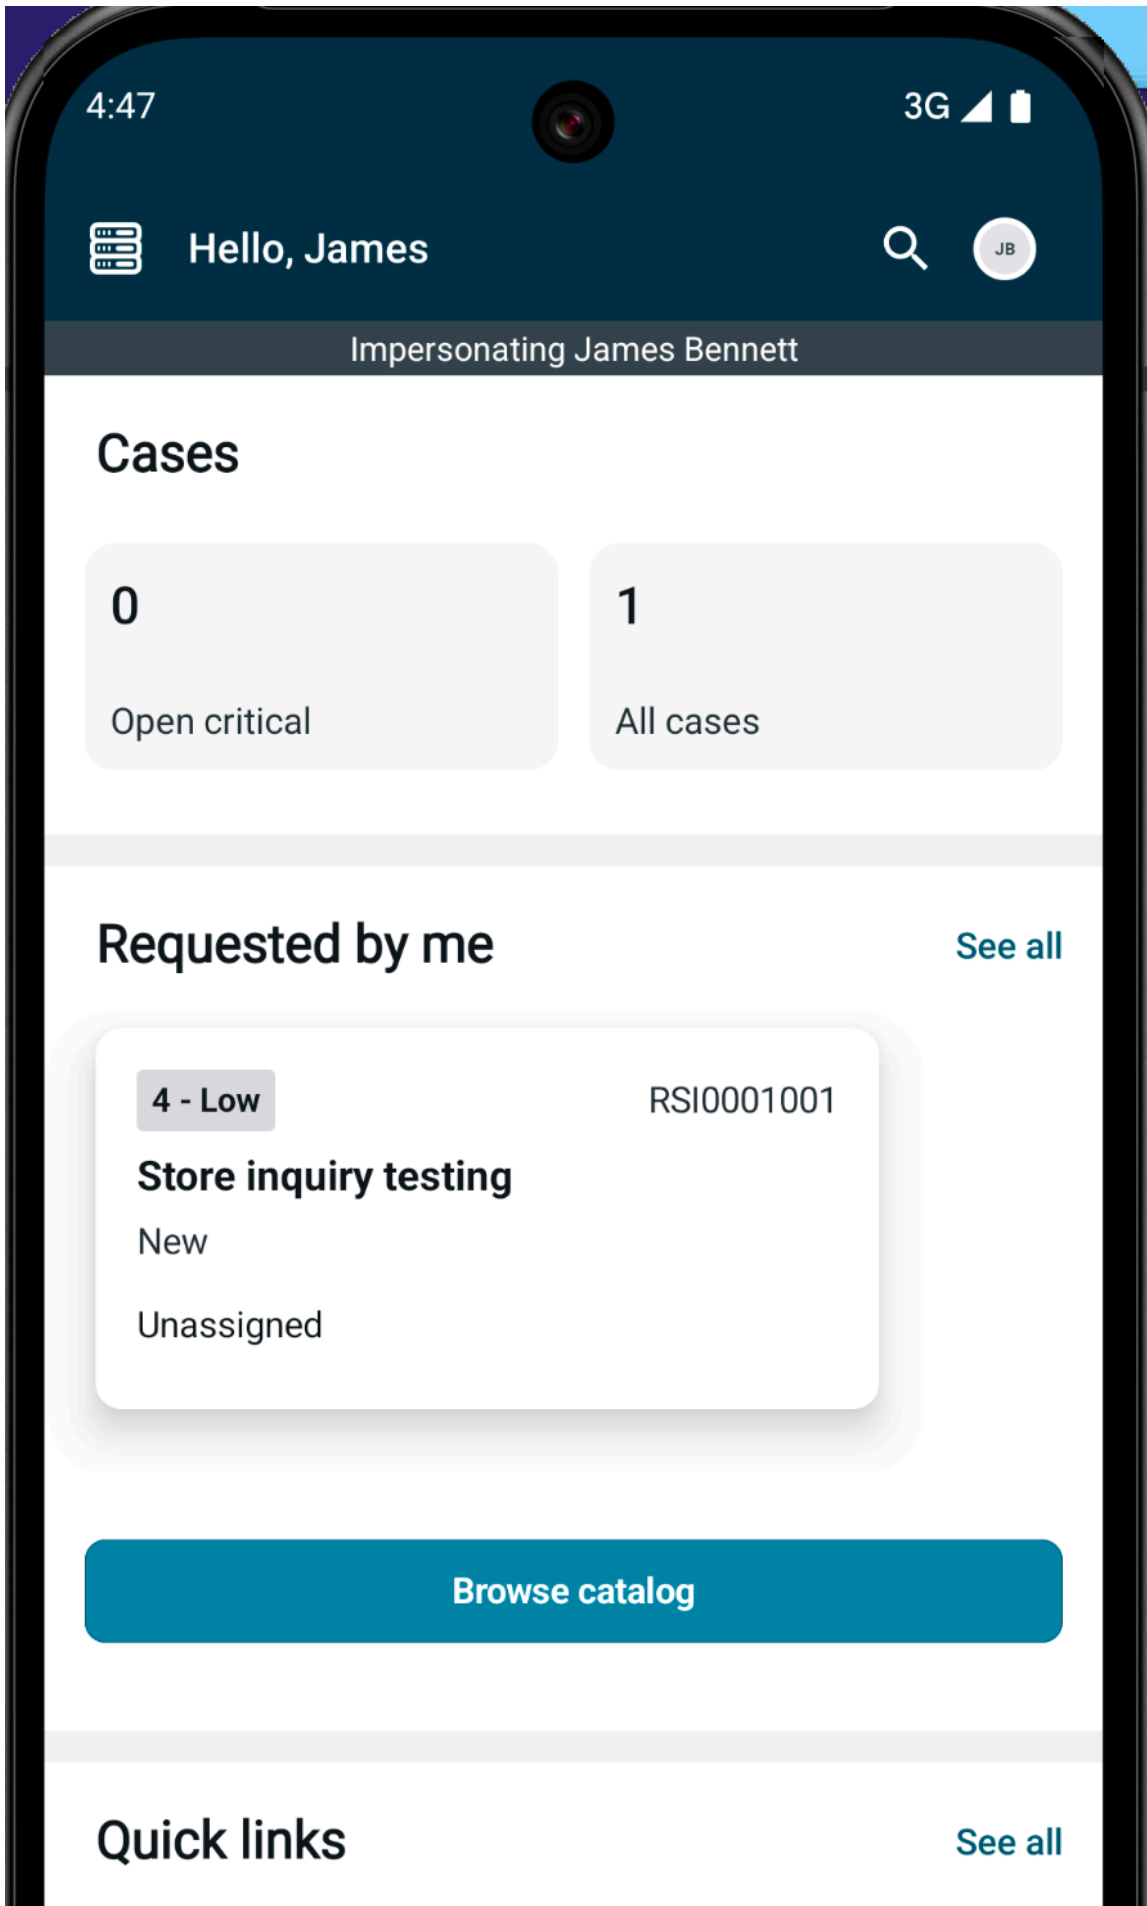 4:47
3G
Hello, James
JB
Impersonating James Bennett
Cases
0
1
Open critical
All cases
Requested by me
See all
4 - Low
RSI0001001
Store inquiry testing
New
Unassigned
Browse catalog
Quick links
See all